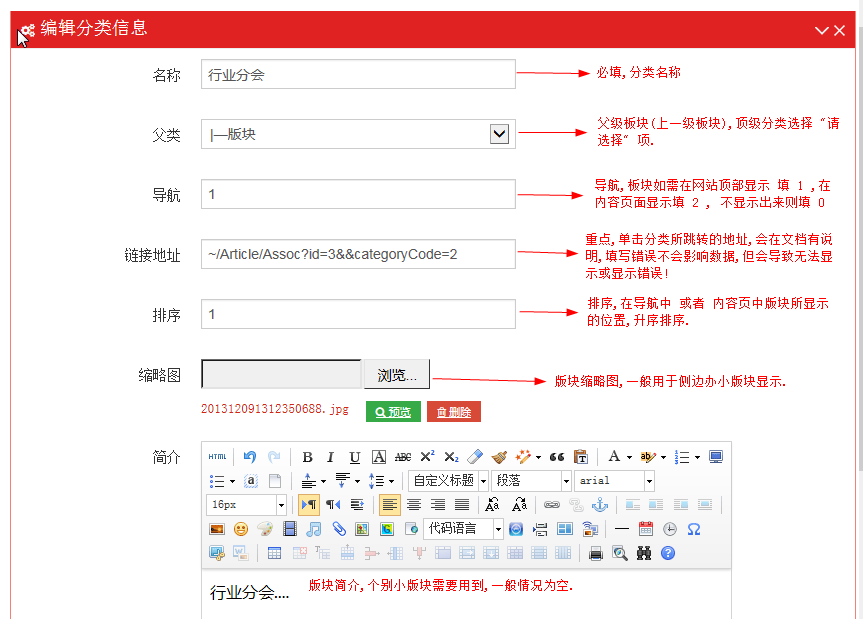 编辑分类信息
名称
行业分会
必填,分类名称
父类
|—版块
父级板块(上一级板块),顶级分类选择“请
选择”项.
导航
1
导航,板块如需在网站顶部显示 填 1 ,在
内容页面显示填 2 , 不显示出来则填 0
链接地址
~/Article/Assoc?id=3&&categoryCode=2
重点,单击分类所跳转的地址,会在文档有说
明,填写错误不会影响数据,但会导致无法显
示或显示错误!
排序
1
排序,在导航中 或者 内容页中版块所显示
的位置,升序排序.
缩略图
浏览...
版块缩略图,一般用于侧边办小版块显示.
201312091312350688.jpg
预览
删除
简介
HTML B I U A ABC X² X₂ A ab
a 自定义标题 段落 arial
16px
代码语言
行业分会....
版块简介,个别小版块需要用到,一般情况为空.